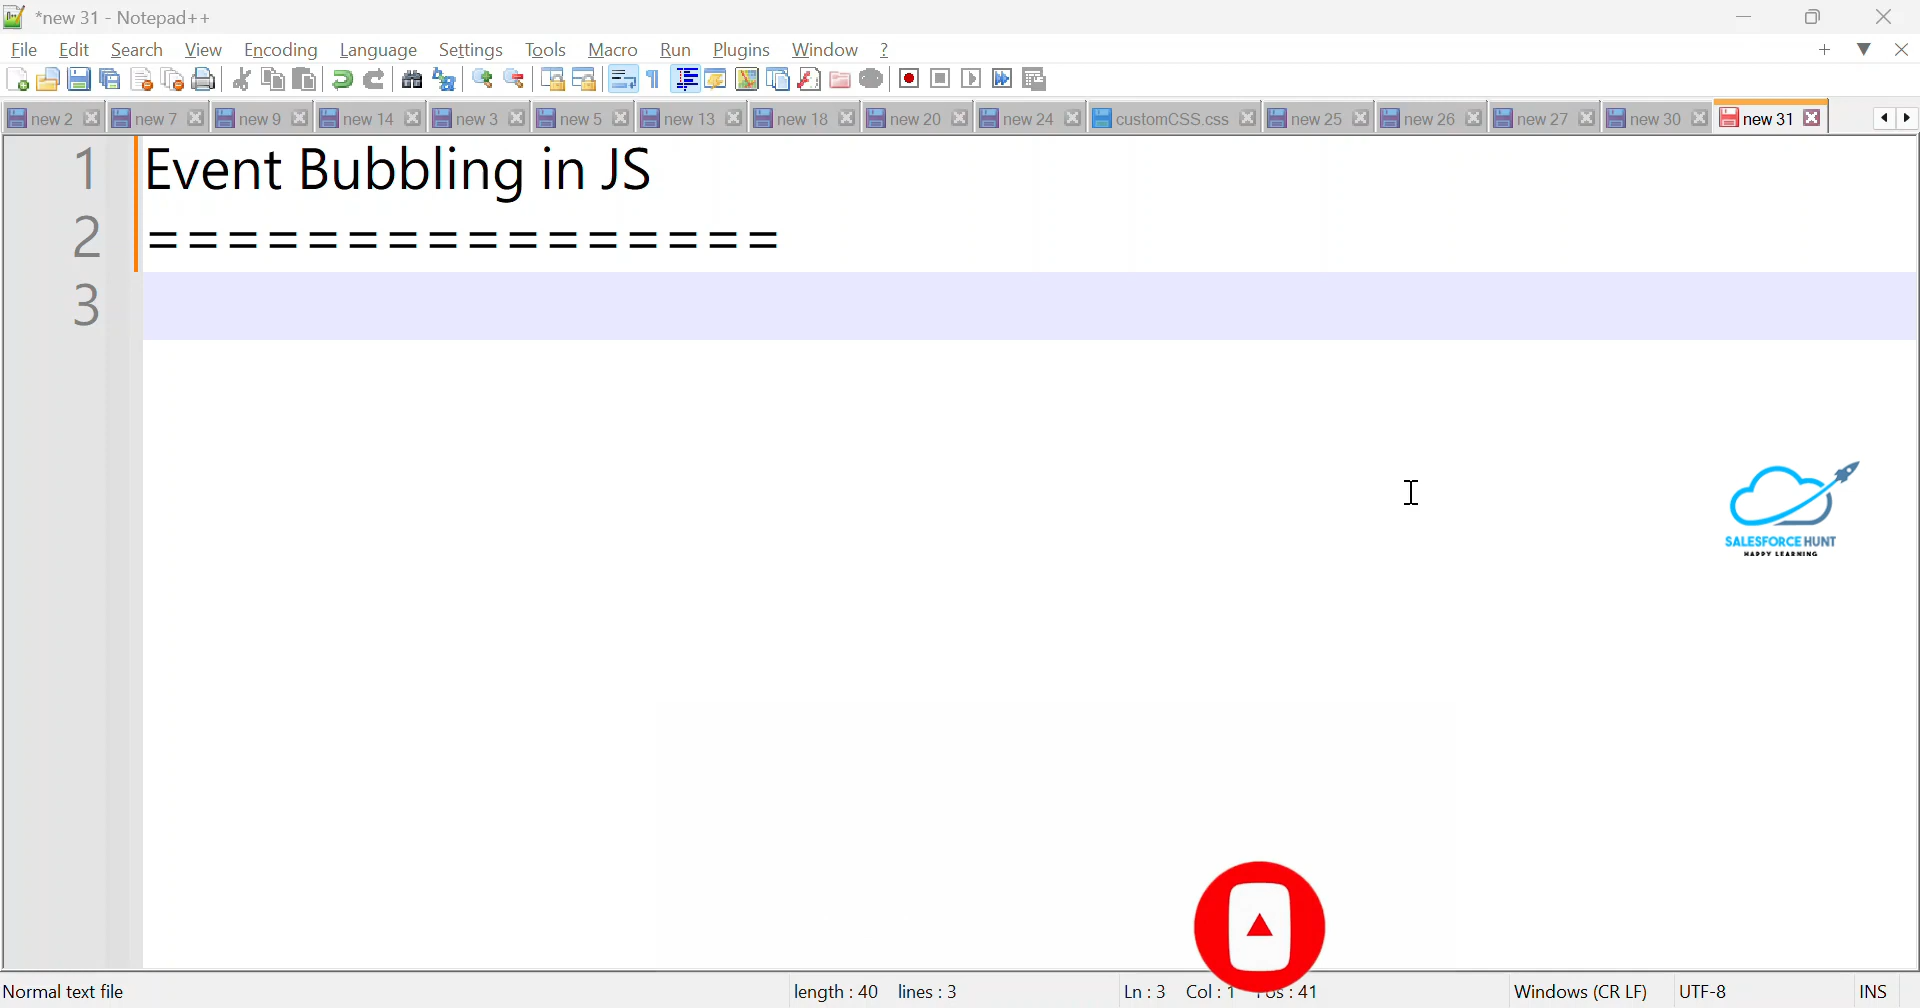 *new 31 - Notepad++
File Edit Search View Encoding Language Settings Tools Macro Run Plugins Window ?
new 2 new 7 new 9 new 14 new 3 new 5 new 13 new 18 new 20 new 24 customCSS.css new 25 new 26 new 27 new 30 new 31
1 Event Bubbling in JS
2 ================
3
SALESFORCE HUNT
HAPPY LEARNING
Normal text file length : 40 lines : 3 Ln : 3 Col : 1 : 41 Windows (CR LF) UTF-8 INS